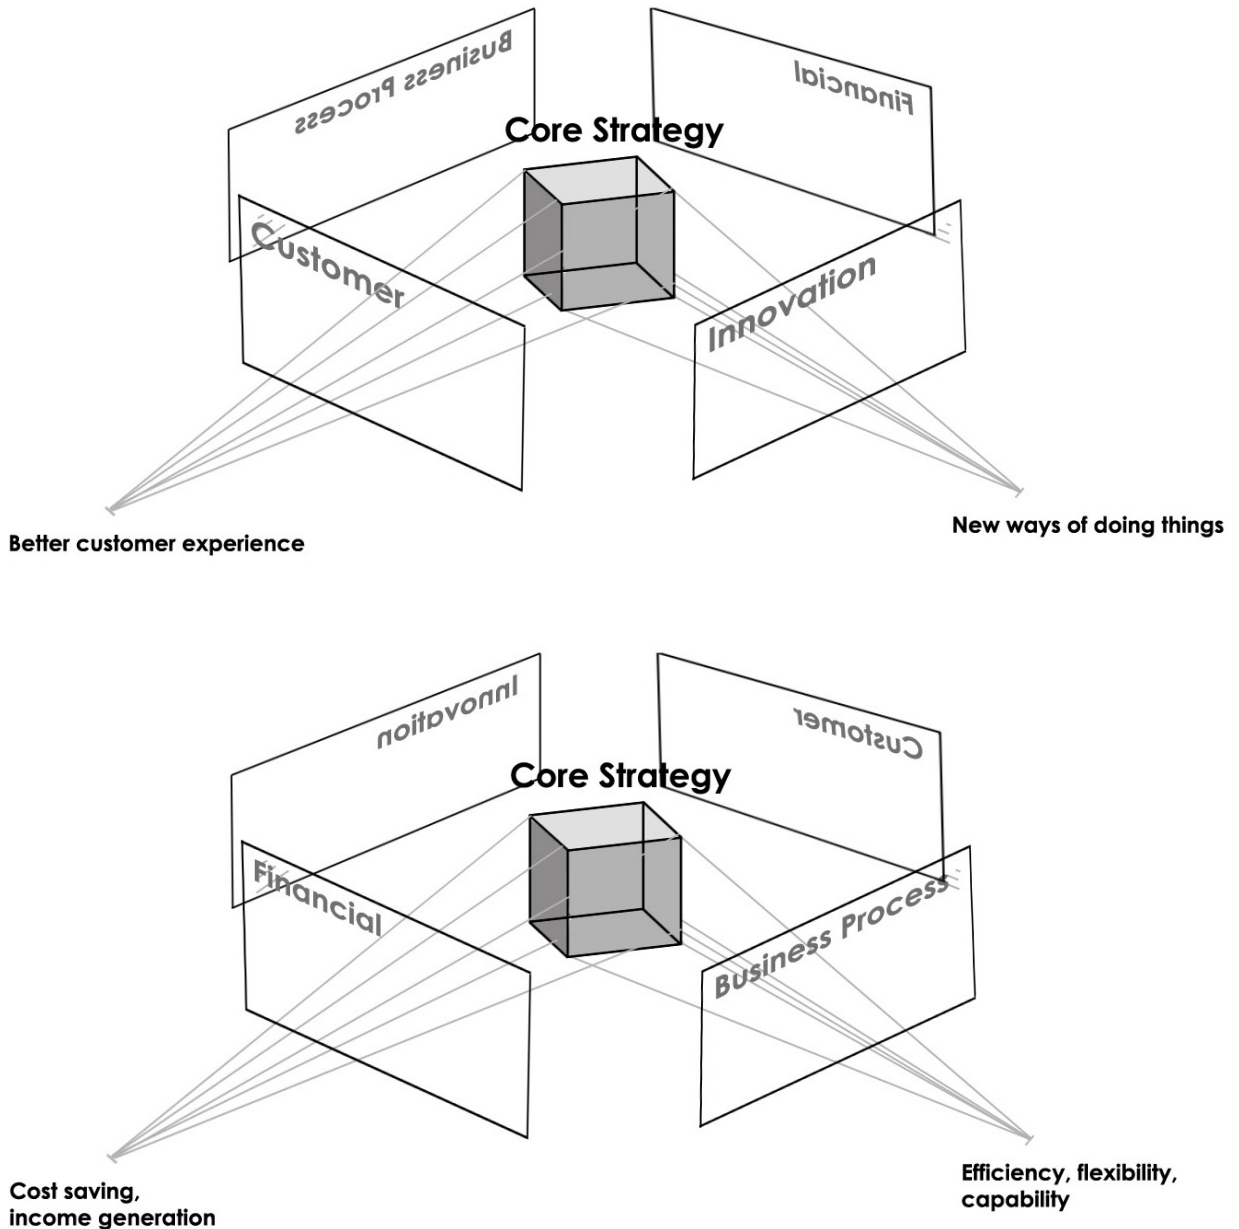 Business Process
Financial
Core Strategy
Customer
Innovation
Better customer experience
New ways of doing things
Innovation
Customer
Core Strategy
Financial
Business Process
Cost saving,
income generation
Efficiency, flexibility,
capability